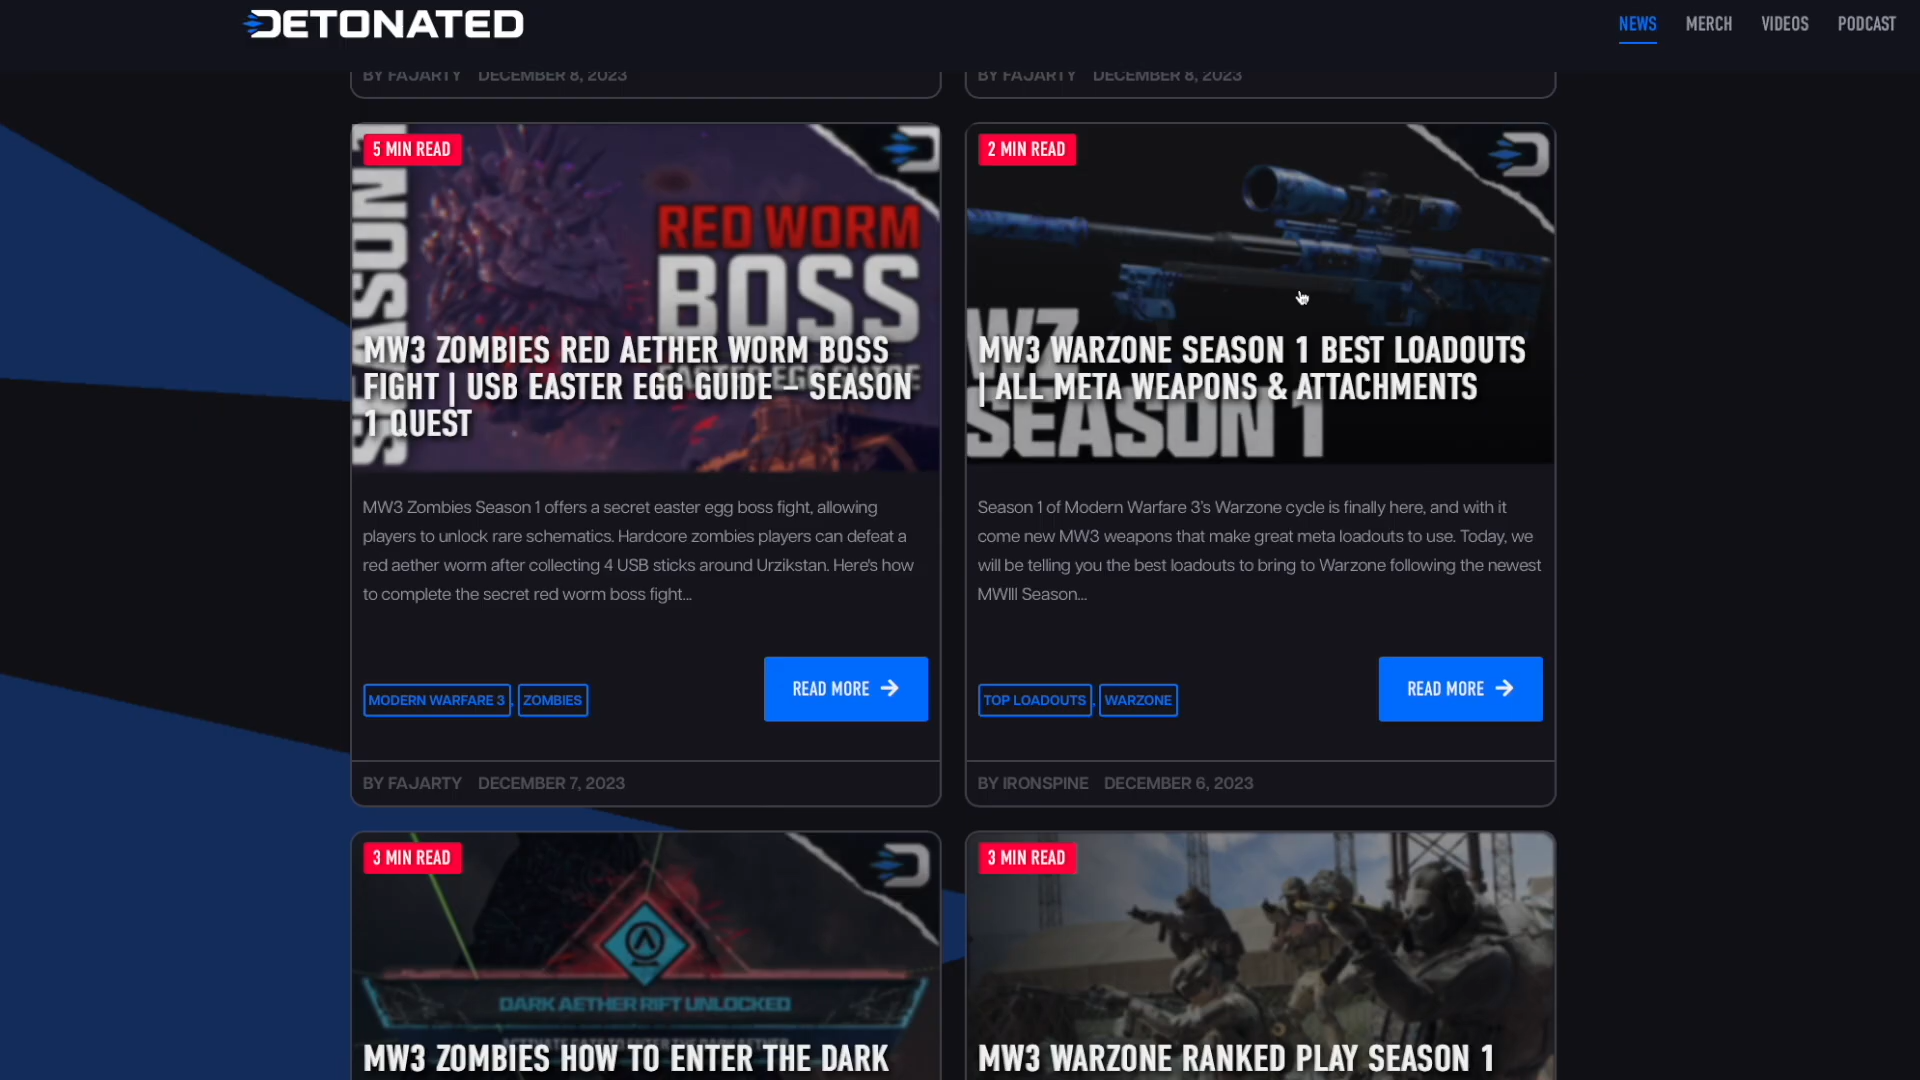 DETONATED
NEWS MERCH VIDEOS PODCAST
BY FAJARTY DECEMBER 8, 2023
BY FAJARTY DECEMBER 8, 2023
5 MIN READ
SEASON 1
RED WORM
BOSS
EASTER EGG GUIDE
MW3 ZOMBIES RED AETHER WORM BOSS
FIGHT | USB EASTER EGG GUIDE – SEASON
1 QUEST
MW3 Zombies Season 1 offers a secret easter egg boss fight, allowing
players to unlock rare schematics. Hardcore zombies players can defeat a
red aether worm after collecting 4 USB sticks around Urzikstan. Here's how
to complete the secret red worm boss fight...
MODERN WARFARE 3, ZOMBIES
READ MORE →
BY FAJARTY DECEMBER 7, 2023
2 MIN READ
WZ
SEASON 1
MW3 WARZONE SEASON 1 BEST LOADOUTS
| ALL META WEAPONS & ATTACHMENTS
Season 1 of Modern Warfare 3's Warzone cycle is finally here, and with it
come new MW3 weapons that make great meta loadouts to use. Today, we
will be telling you the best loadouts to bring to Warzone following the newest
MWIII Season...
TOP LOADOUTS, WARZONE
READ MORE →
BY IRONSPINE DECEMBER 6, 2023
3 MIN READ
DARK AETHER RIFT UNLOCKED
MW3 ZOMBIES HOW TO ENTER THE DARK
3 MIN READ
MW3 WARZONE RANKED PLAY SEASON 1